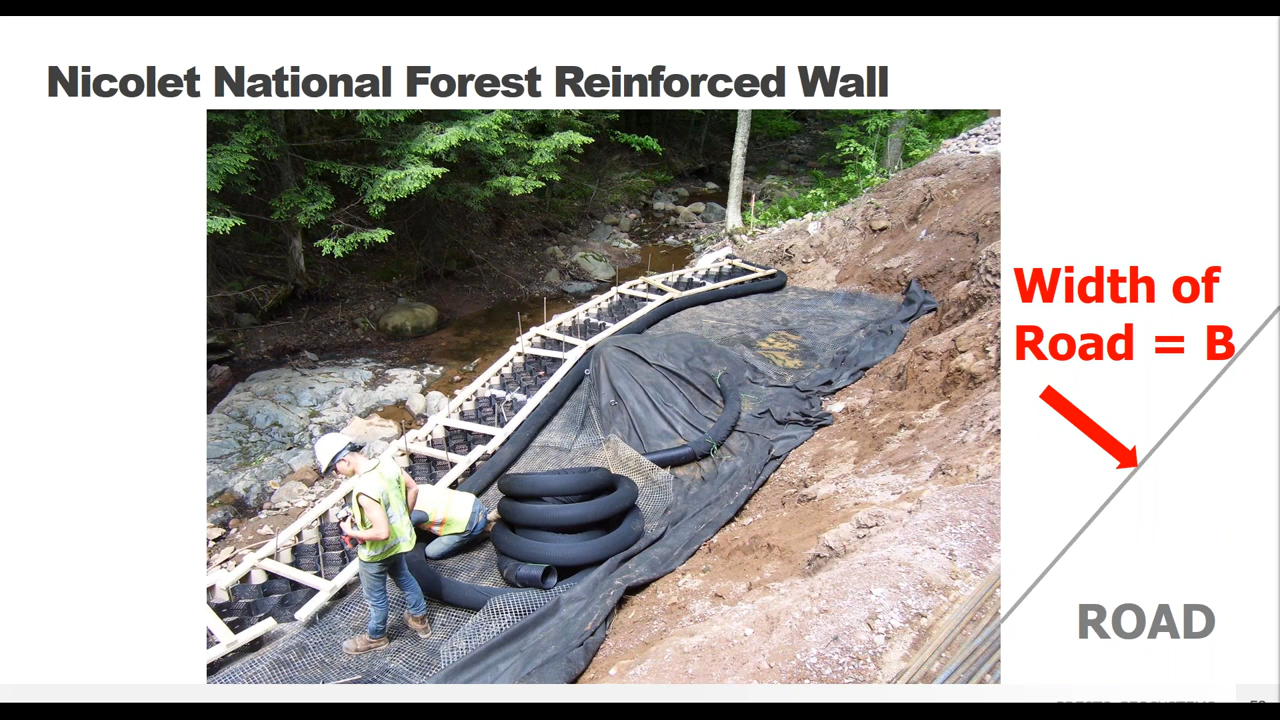 Nicolet National Forest Reinforced Wall
Width of
Road = B
ROAD